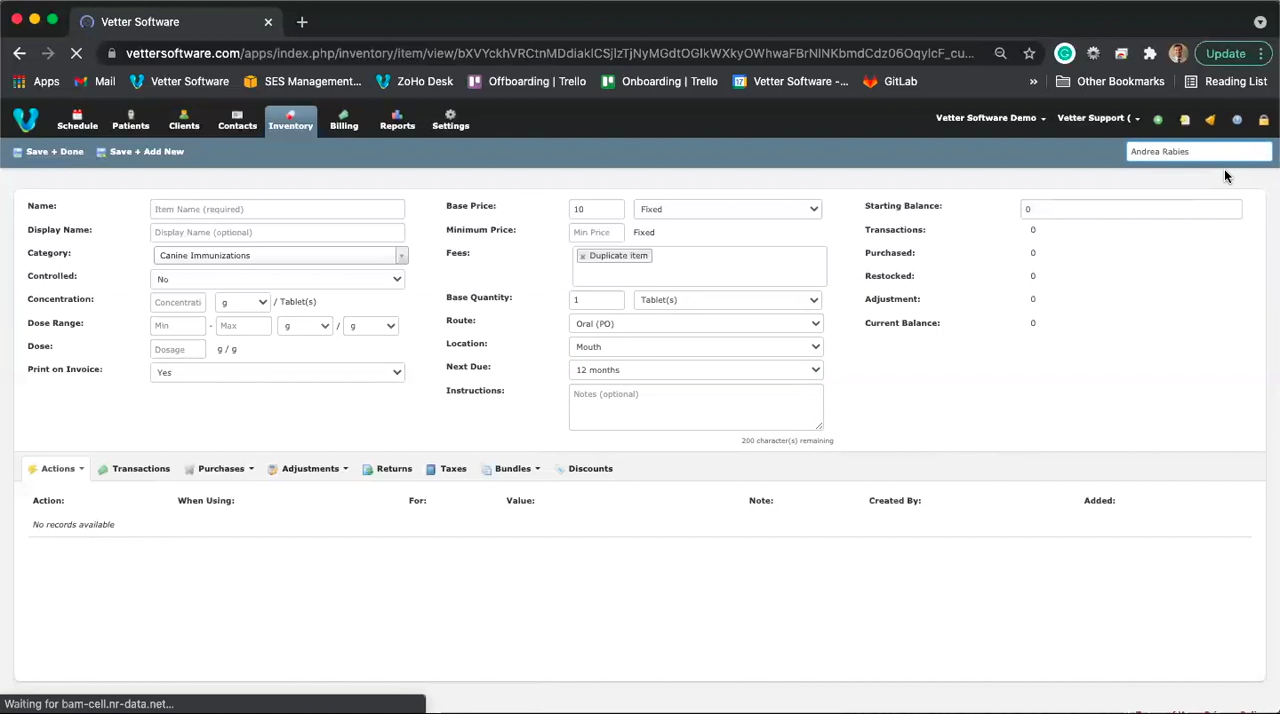 Vetter Software
vettersoftware.com/apps/index.php/inventory/item/view/bXVYckhVRCtnMDdiaklCSjlzTjNyMGdtOGlkWXkyOWhwaFBrNlNKbmdCdz06OqylcF_cu...
Update
Apps
Mail
Vetter Software
SES Management...
ZoHo Desk
Offboarding | Trello
Onboarding | Trello
Vetter Software -...
GitLab
»
Other Bookmarks
Reading List
Schedule
Patients
Clients
Contacts
Inventory
Billing
Reports
Settings
Vetter Software Demo
Vetter Support (
Save + Done
Save + Add New
Andrea Rabies
Name:
Item Name (required)
Display Name:
Display Name (optional)
Category:
Canine Immunizations
Controlled:
No
Concentration:
Concentrati
g
/ Tablet(s)
Dose Range:
Min
-
Max
g
/
g
Dose:
Dosage
g / g
Print on Invoice:
Yes
Base Price:
10
Fixed
Minimum Price:
Min Price
Fixed
Fees:
Duplicate item
Base Quantity:
1
Tablet(s)
Route:
Oral (PO)
Location:
Mouth
Next Due:
12 months
Instructions:
Notes (optional)
200 character(s) remaining
Starting Balance:
0
Transactions:
0
Purchased:
0
Restocked:
0
Adjustment:
0
Current Balance:
0
Actions
Transactions
Purchases
Adjustments
Returns
Taxes
Bundles
Discounts
Action:
When Using:
For:
Value:
Note:
Created By:
Added:
No records available
Waiting for bam-cell.nr-data.net...